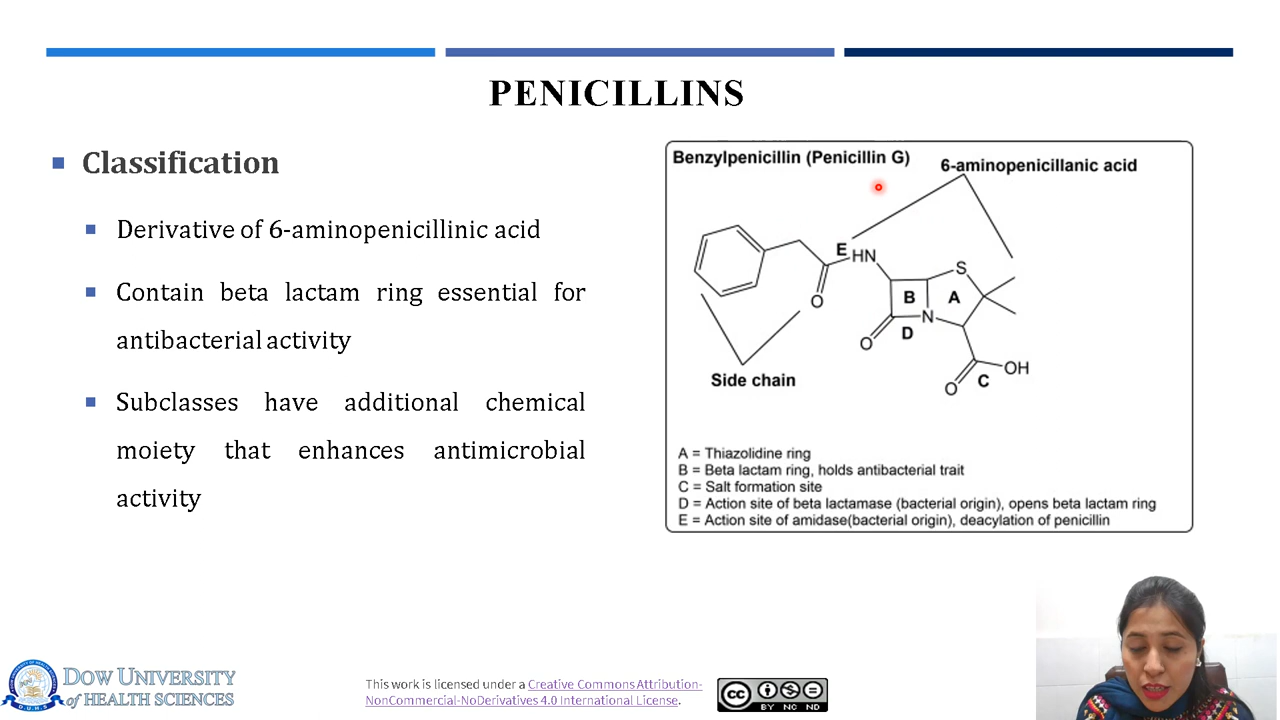 PENICILLINS
Classification
Derivative of 6-aminopenicillinic acid
Contain beta lactam ring essential for
antibacterial activity
Subclasses have additional chemical
moiety that enhances antimicrobial
activity
Benzylpenicillin (Penicillin G)
6-aminopenicillanic acid
E
HN
S
O
B
A
N
D
O
OH
C
O
Side chain
A = Thiazolidine ring
B = Beta lactam ring, holds antibacterial trait
C = Salt formation site
D = Action site of beta lactamase (bacterial origin), opens beta lactam ring
E = Action site of amidase(bacterial origin), deacylation of penicillin
DOW UNIVERSITY
of HEALTH SCIENCES
This work is licensed under a Creative Commons Attribution-
NonCommercial-NoDerivatives 4.0 International License.
cc
BY NC ND